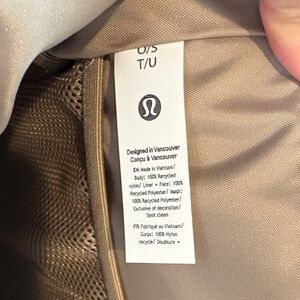 O/S
T/U
Designed in Vancouver
Conçu à Vancouver
EN Made in Vietnam/
Body: 100% Recycled
nylon/ Liner + Face: 100%
Recycled Polyester/ Mesh:
100% Recycled Polyester/
Exclusive of decoration/
Spot clean
FR Fabriqué au Vietnam/
Corps: 100% Nylon
recyclé/ Doublure +